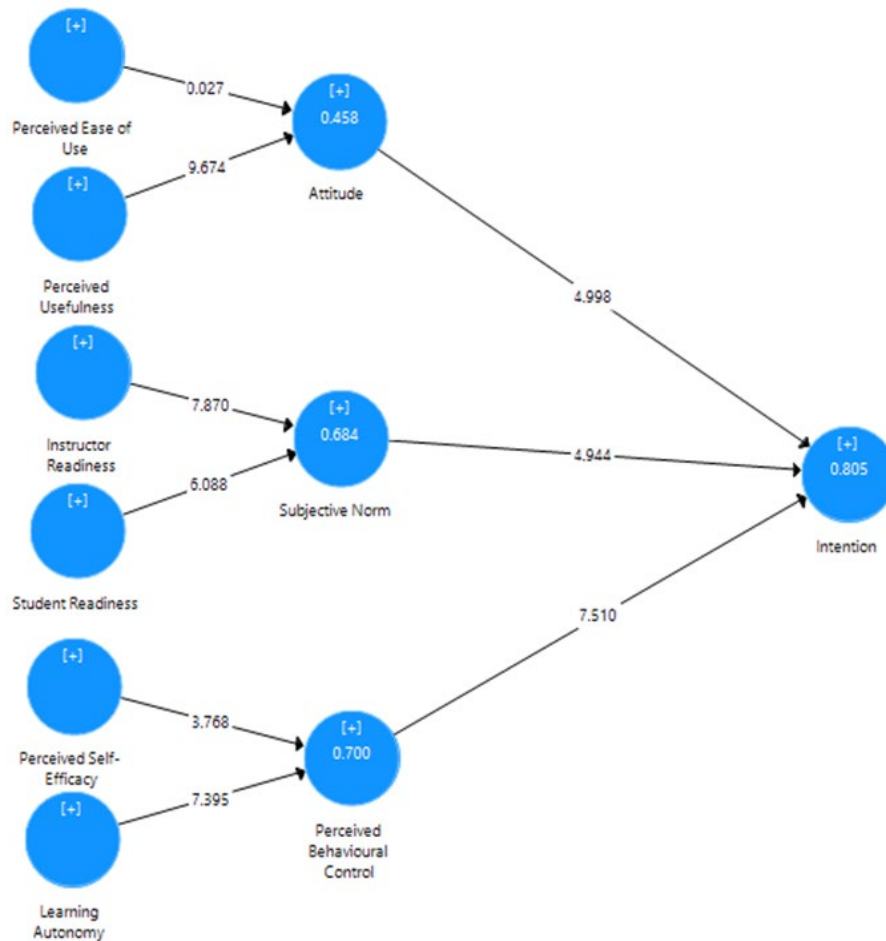 [+]
Perceived Ease of
Use
0.027
[+]
0.458
Attitude
[+]
Perceived
Usefulness
9.674
4.998
[+]
Instructor
Readiness
7.870
[+]
0.684
Subjective Norm
4.944
[+]
Student Readiness
6.088
[+]
0.805
Intention
[+]
Perceived Self-
Efficacy
3.768
7.510
[+]
0.700
Perceived
Behavioural
Control
[+]
Learning
Autonomy
7.395